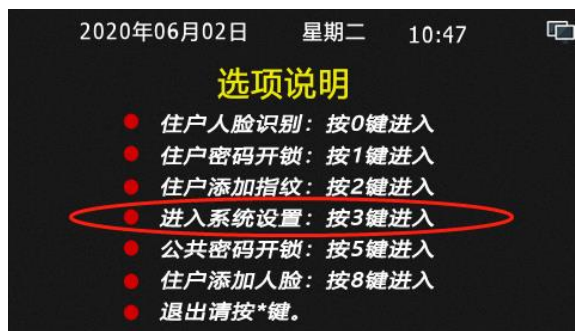 2020年06月02日 星期二 10:47
选项说明
住户人脸识别：按0键进入
住户密码开锁：按1键进入
住户添加指纹：按2键进入
进入系统设置：按3键进入
公共密码开锁：按5键进入
住户添加人脸：按8键进入
退出请按*键。